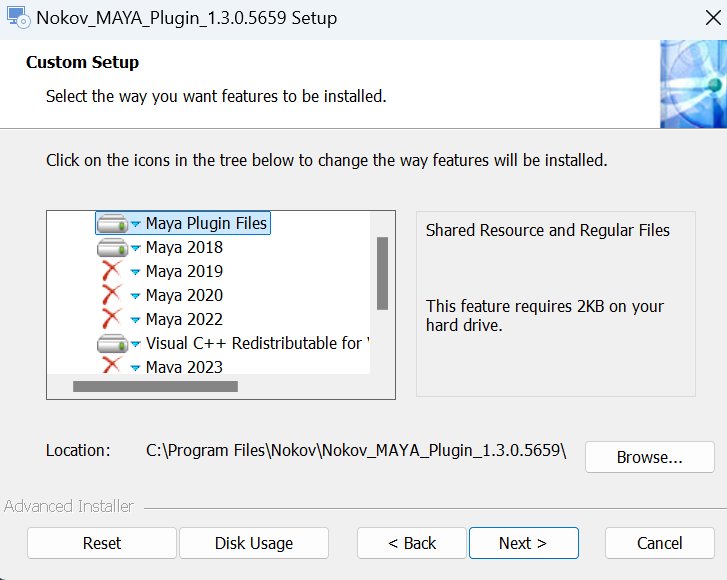 Nokov_MAYA_Plugin_1.3.0.5659 Setup
Custom Setup
Select the way you want features to be installed.
Click on the icons in the tree below to change the way features will be installed.
Maya Plugin Files
Maya 2018
Maya 2019
Maya 2020
Maya 2022
Visual C++ Redistributable for
Maya 2023
Shared Resource and Regular Files
This feature requires 2KB on your
hard drive.
Location:
C:\Program Files\Nokov\Nokov_MAYA_Plugin_1.3.0.5659\
Browse...
Advanced Installer
Reset
Disk Usage
< Back
Next >
Cancel